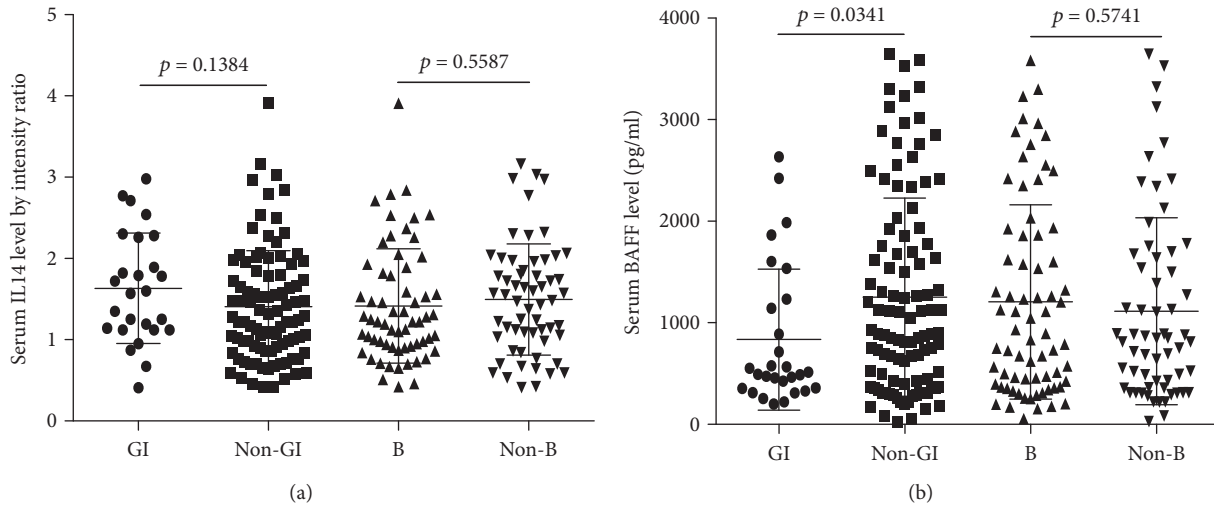 5
4
3
2
1
0
Serum IL14 level by intensity ratio
p = 0.1384
p = 0.5587
GI
Non-GI
B
Non-B
(a)
4000
3000
2000
1000
0
Serum BAFF level (pg/ml)
p = 0.0341
p = 0.5741
GI
Non-GI
B
Non-B
(b)